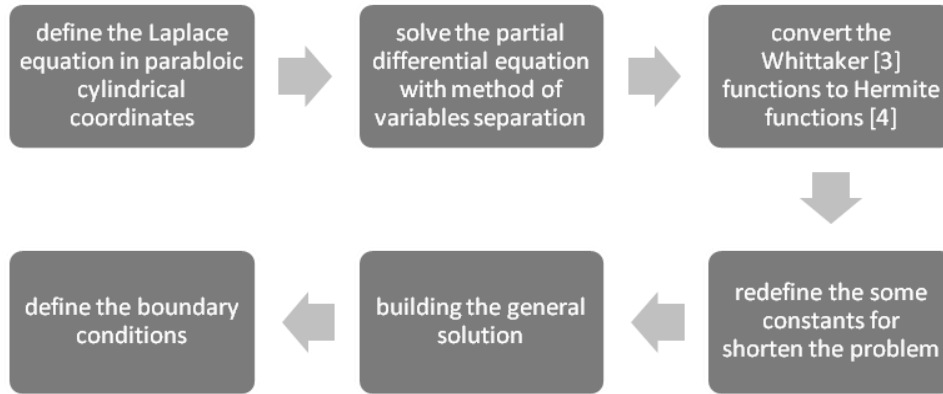 define the Laplace
equation in parabloic
cylindrical
coordinates
solve the partial
differential equation
with method of
variables separation
convert the
Whittaker [3]
functions to Hermite
functions [4]
redefine the some
constants for
shorten the problem
building the general
solution
define the boundary
conditions